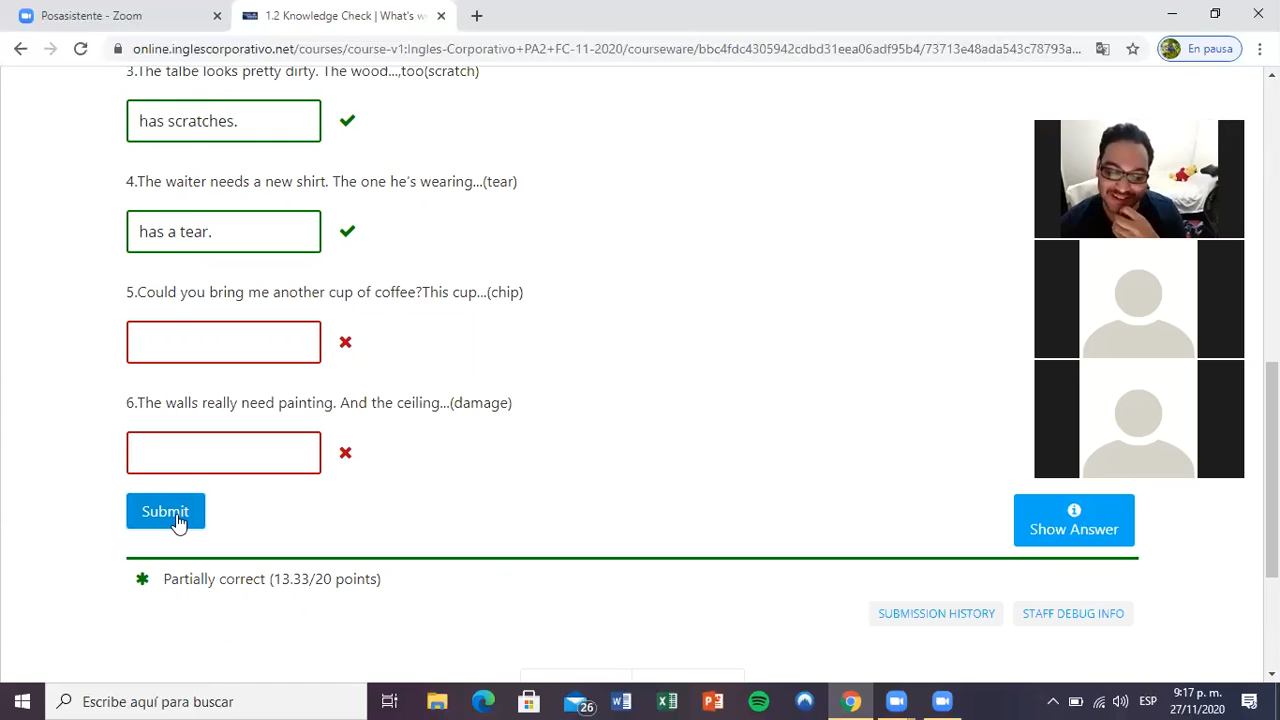 Posasistente - Zoom
1.2 Knowledge Check | What's w
online.inglescorporativo.net/courses/course-v1:Ingles-Corporativo+PA2+FC-11-2020/courseware/bbc4fdc4305942cdbd31eea06adf95b4/73713e48ada543c78793a...
En pausa
3.The talbe looks pretty dirty. The wood...,too(scratch)
has scratches.
4.The waiter needs a new shirt. The one he's wearing...(tear)
has a tear.
5.Could you bring me another cup of coffee?This cup...(chip)
6.The walls really need painting. And the ceiling...(damage)
Submit
Show Answer
Partially correct (13.33/20 points)
SUBMISSION HISTORY
STAFF DEBUG INFO
Escribe aquí para buscar
26
ESP
9:17 p. m.
27/11/2020